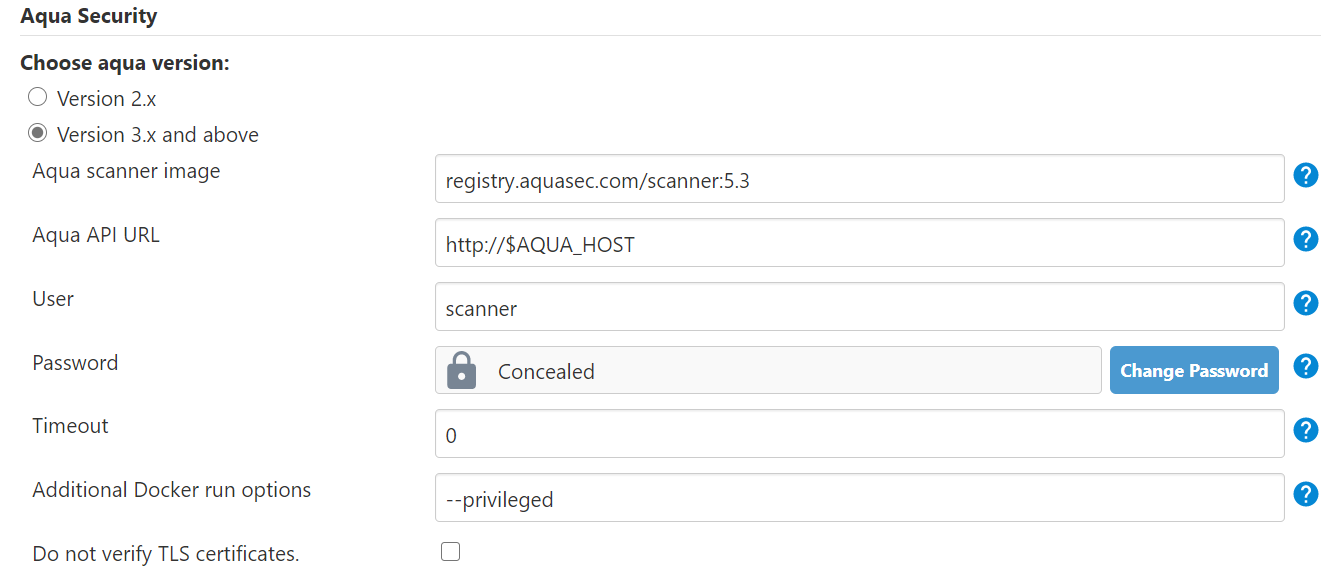 Aqua Security
Choose aqua version:
Version 2.x
Version 3.x and above
Aqua scanner image
registry.aquasec.com/scanner:5.3
?
Aqua API URL
http://$AQUA_HOST
?
User
scanner
?
Password
Concealed
Change Password
?
Timeout
0
?
Additional Docker run options
--privileged
?
Do not verify TLS certificates.